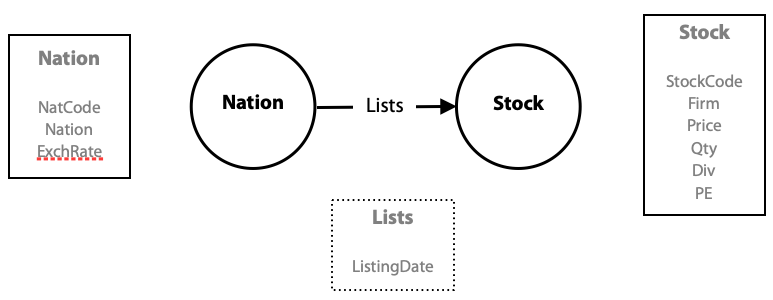 Nation
NatCode
Nation
ExchRate
Nation
Lists
Stock
Stock
StockCode
Firm
Price
Qty
Div
PE
Lists
ListingDate